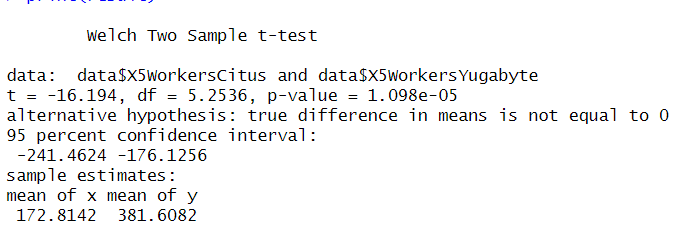 Welch Two Sample t-test
data:  data$X5WorkersCitus and data$X5WorkersYugabyte
t = -16.194, df = 5.2536, p-value = 1.098e-05
alternative hypothesis: true difference in means is not equal to 0
95 percent confidence interval:
 -241.4624 -176.1256
sample estimates:
mean of x mean of y
 172.8142  381.6082